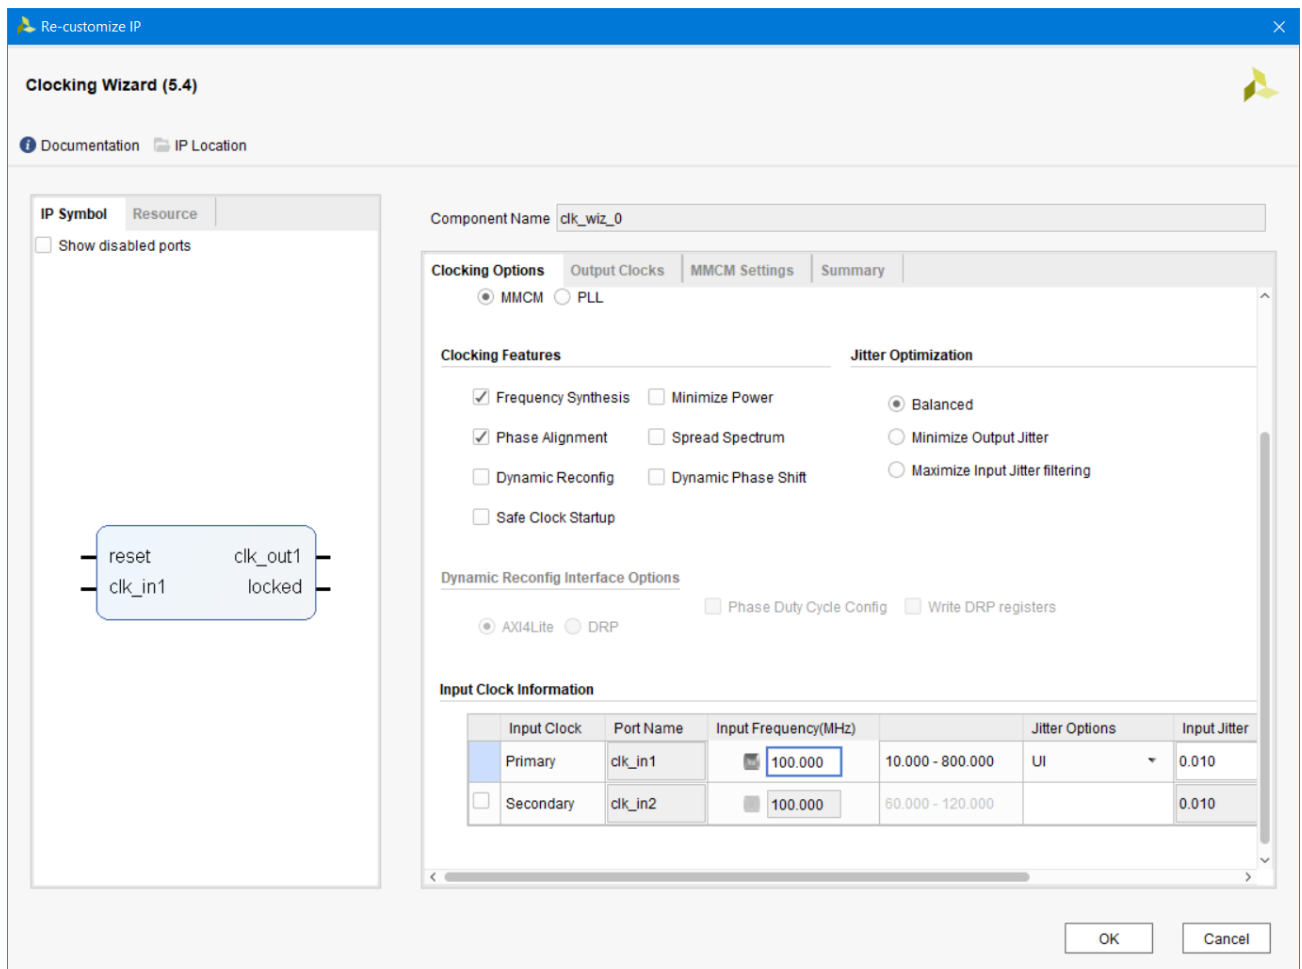 Re-customize IP
Clocking Wizard (5.4)
Documentation IP Location
IP Symbol Resource
Show disabled ports
reset clk_out1
clk_in1 locked
Component Name clk_wiz_0
Clocking Options Output Clocks MMCM Settings Summary
MMCM PLL
Clocking Features Jitter Optimization
Frequency Synthesis Minimize Power Balanced
Phase Alignment Spread Spectrum Minimize Output Jitter
Dynamic Reconfig Dynamic Phase Shift Maximize Input Jitter filtering
Safe Clock Startup
Dynamic Reconfig Interface Options
Phase Duty Cycle Config Write DRP registers
AXI4Lite DRP
Input Clock Information
Input Clock Port Name Input Frequency(MHz) Jitter Options Input Jitter
Primary clk_in1 100.000 10.000 - 800.000 UI 0.010
Secondary clk_in2 100.000 60.000 - 120.000 0.010
OK Cancel